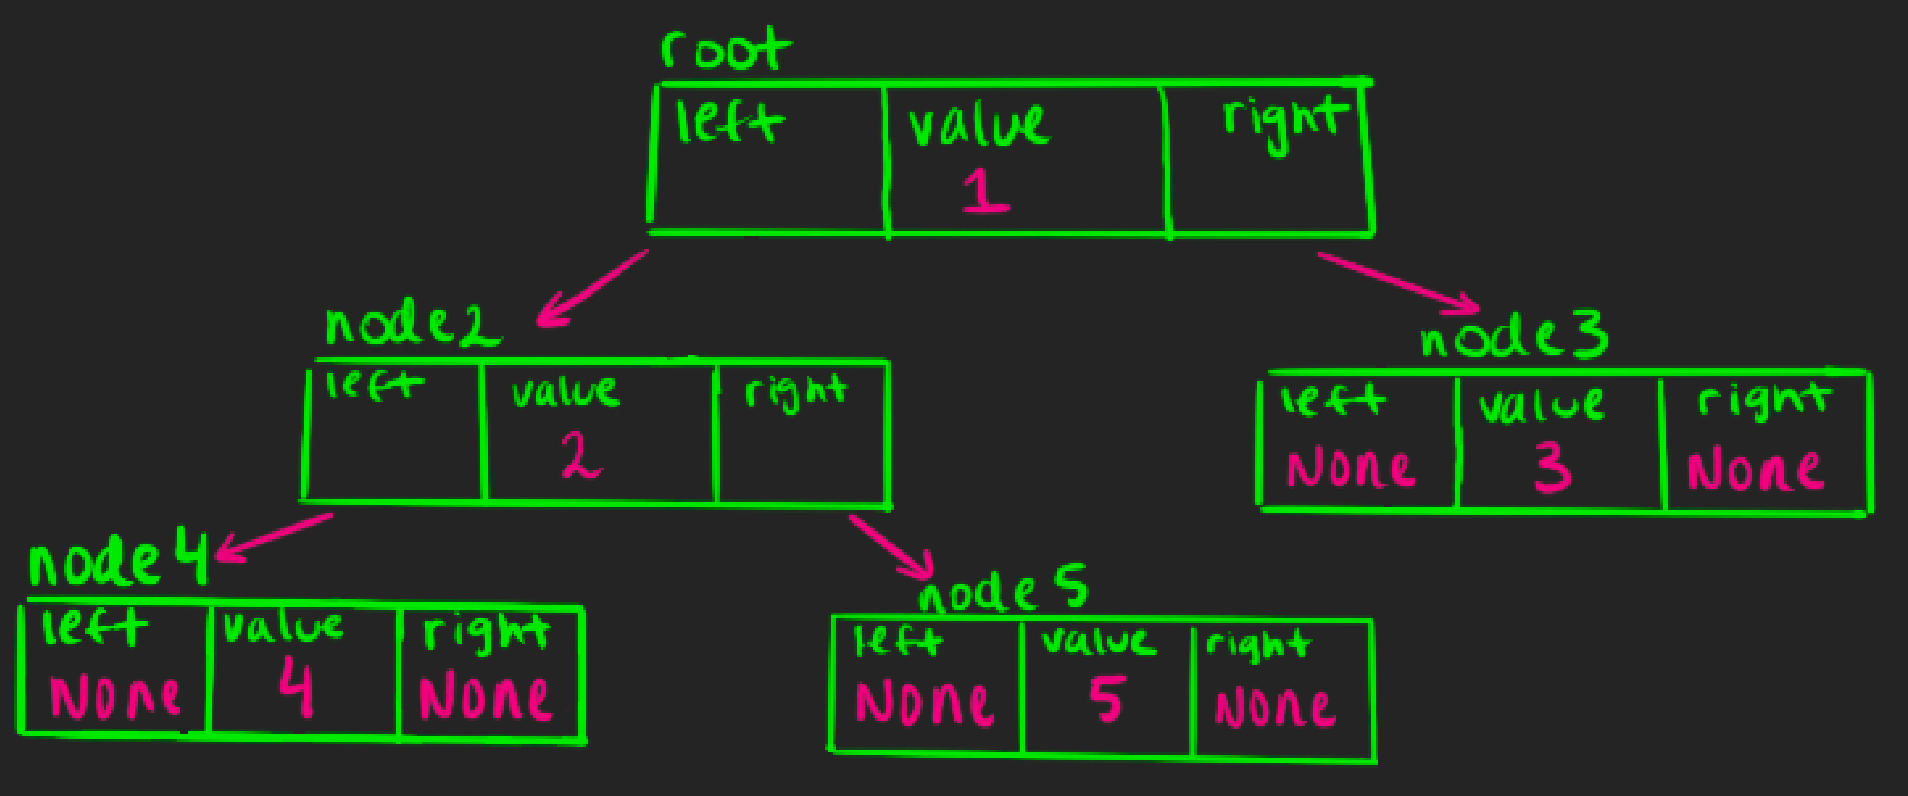 root
left value right
1
node2
node3
left value right
2
left value right
None 3 None
node4
node5
left value right
None 4 None
left value right
None 5 None